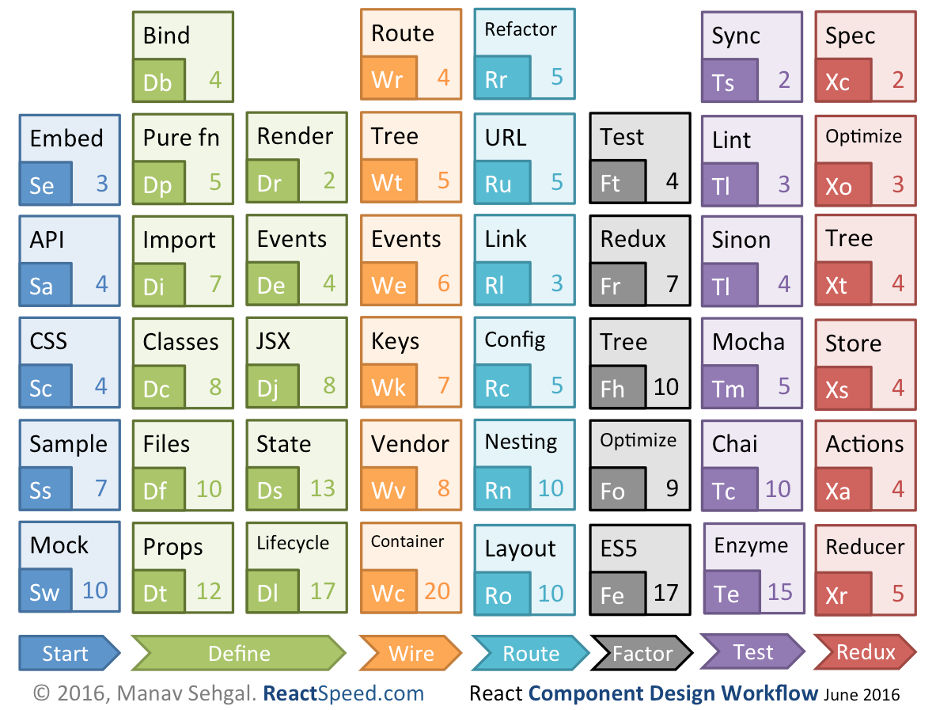 Bind
Db 4
Route
Wr 4
Refactor
Rr 5
Sync
Ts 2
Spec
Xc 2
Embed
Se 3
Pure fn
Dp 5
Render
Dr 2
Tree
Wt 5
URL
Ru 5
Test
Ft 4
Lint
Tl 3
Optimize
Xo 3
API
Sa 4
Import
Di 7
Events
De 4
Events
We 6
Link
Rl 3
Redux
Fr 7
Sinon
Tl 4
Tree
Xt 4
CSS
Sc 4
Classes
Dc 8
JSX
Dj 8
Keys
Wk 7
Config
Rc 5
Tree
Fh 10
Mocha
Tm 5
Store
Xs 4
Sample
Ss 7
Files
Df 10
State
Ds 13
Vendor
Wv 8
Nesting
Rn 10
Optimize
Fo 9
Chai
Tc 10
Actions
Xa 4
Mock
Sw 10
Props
Dt 12
Lifecycle
Dl 17
Container
Wc 20
Layout
Ro 10
ES5
Fe 17
Enzyme
Te 15
Reducer
Xr 5
Start
Define
Wire
Route
Factor
Test
Redux
© 2016, Manav Sehgal. ReactSpeed.com
React Component Design Workflow June 2016